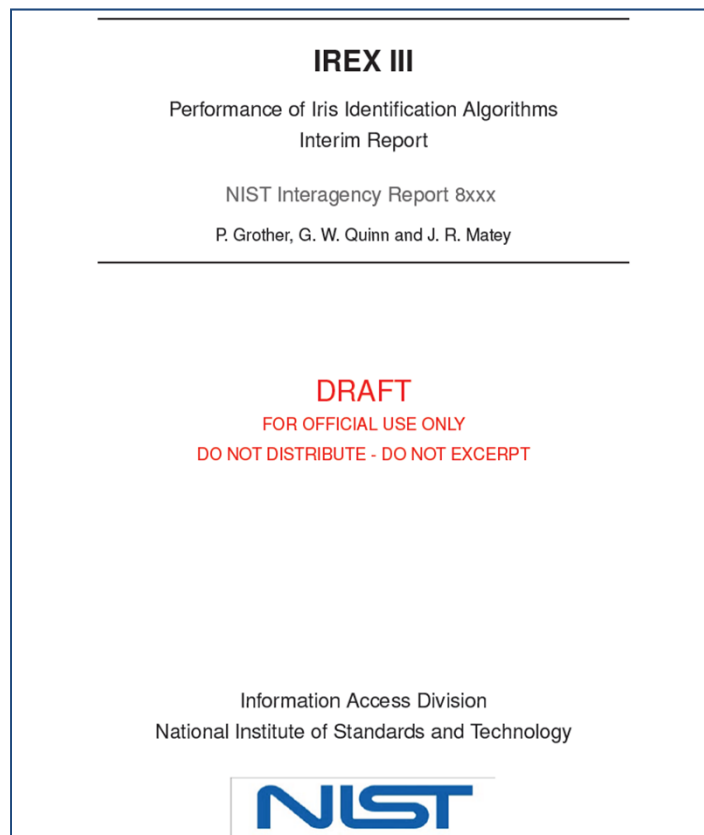 IREX III
Performance of Iris Identification Algorithms
Interim Report
NIST Interagency Report 8xxx
P. Grother, G. W. Quinn and J. R. Matey
DRAFT
FOR OFFICIAL USE ONLY
DO NOT DISTRIBUTE - DO NOT EXCERPT
Information Access Division
National Institute of Standards and Technology
NIST